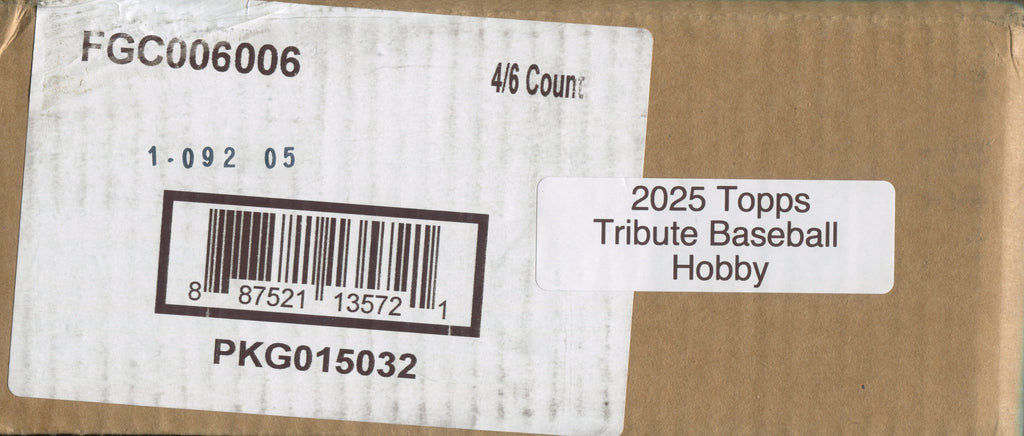 FGC006006
4/6 Count
1-092 05
8 87521 13572 1
PKG015032
2025 Topps
Tribute Baseball
Hobby